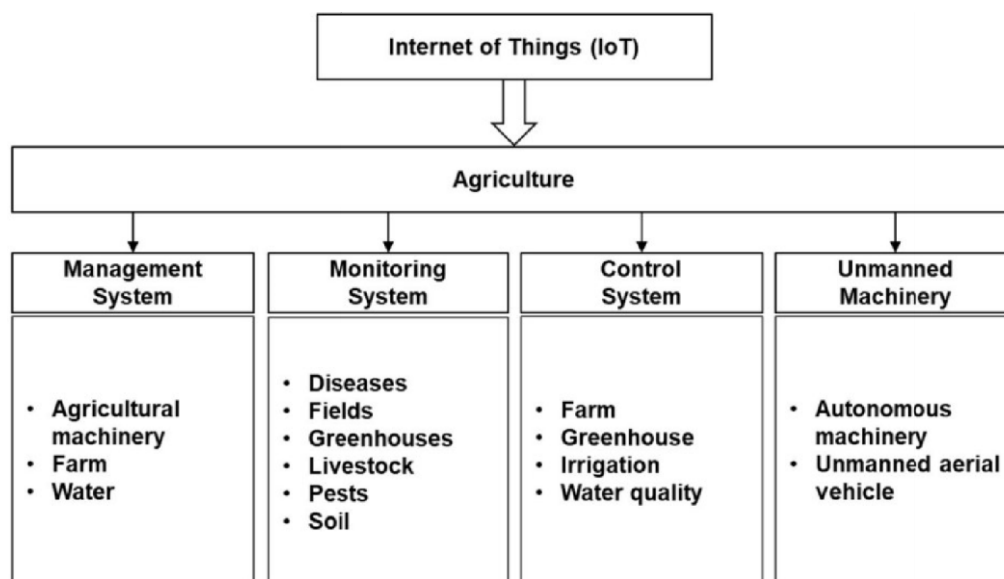 Internet of Things (IoT)
Agriculture
Management
System
• Agricultural
machinery
• Farm
• Water
Monitoring
System
• Diseases
• Fields
• Greenhouses
• Livestock
• Pests
• Soil
Control
System
• Farm
• Greenhouse
• Irrigation
• Water quality
Unmanned
Machinery
• Autonomous
machinery
• Unmanned aerial
vehicle